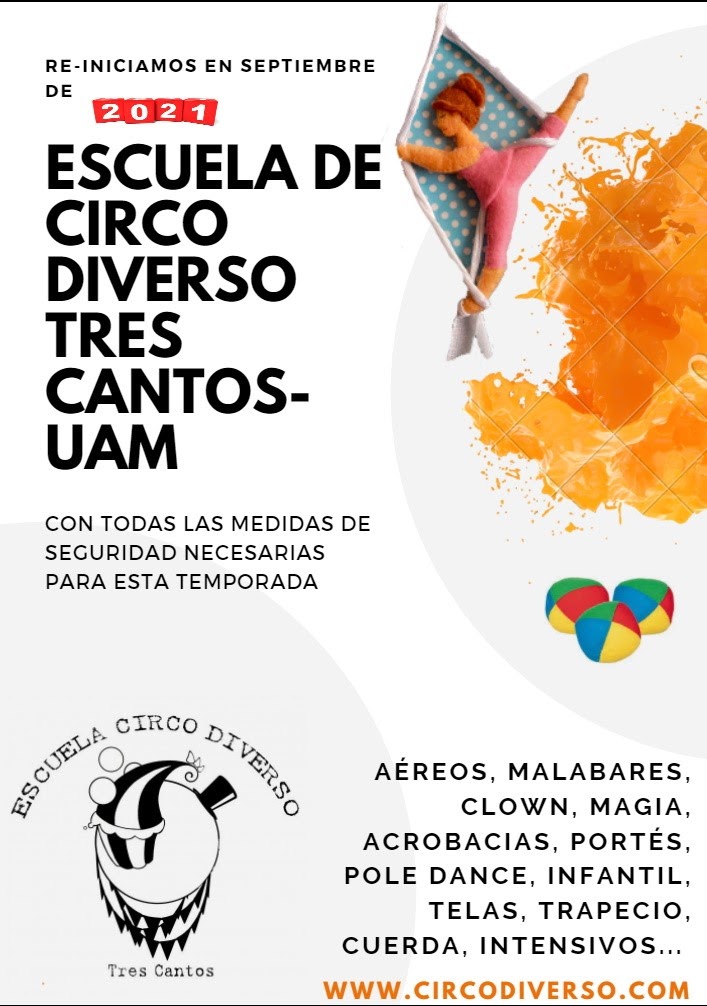 RE-INICIAMOS EN SEPTIEMBRE
DE 2021
ESCUELA DE
CIRCO
DIVERSO
TRES
CANTOS-
UAM
CON TODAS LAS MEDIDAS DE
SEGURIDAD NECESARIAS
PARA ESTA TEMPORADA
ESCUELA CIRCO DIVERSO
Tres Cantos
AÉREOS, MALABARES,
CLOWN, MAGIA,
ACROBACIAS, PORTÉS,
POLE DANCE, INFANTIL,
TELAS, TRAPECIO,
CUERDA, INTENSIVOS...
WWW.CIRCODIVERSO.COM